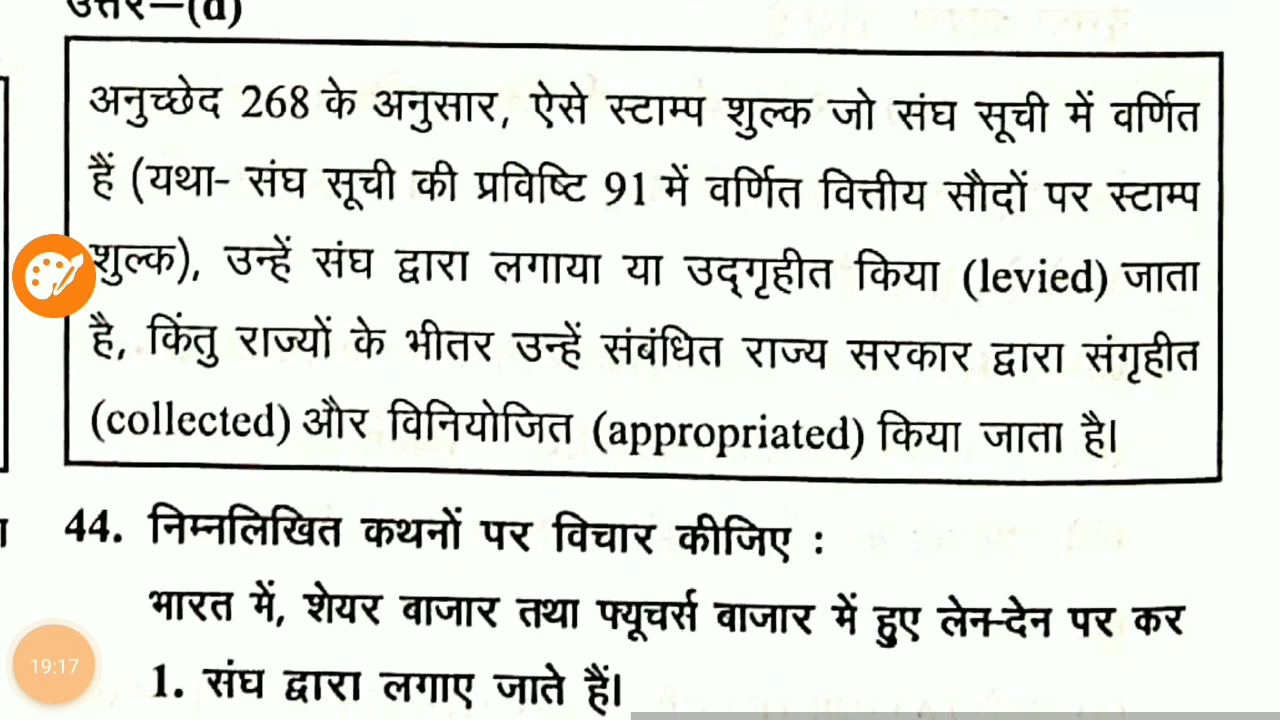 उत्तर–(d)
अनुच्छेद 268 के अनुसार, ऐसे स्टाम्प शुल्क जो संघ सूची में वर्णित
हैं (यथा- संघ सूची की प्रविष्टि 91 में वर्णित वित्तीय सौदों पर स्टाम्प
शुल्क), उन्हें संघ द्वारा लगाया या उद्गृहीत किया (levied) जाता
है, किंतु राज्यों के भीतर उन्हें संबंधित राज्य सरकार द्वारा संगृहीत
(collected) और विनियोजित (appropriated) किया जाता है।
44. निम्नलिखित कथनों पर विचार कीजिए :
भारत में, शेयर बाजार तथा फ्यूचर्स बाजार में हुए लेन-देन पर कर
1. संघ द्वारा लगाए जाते हैं।
19:17